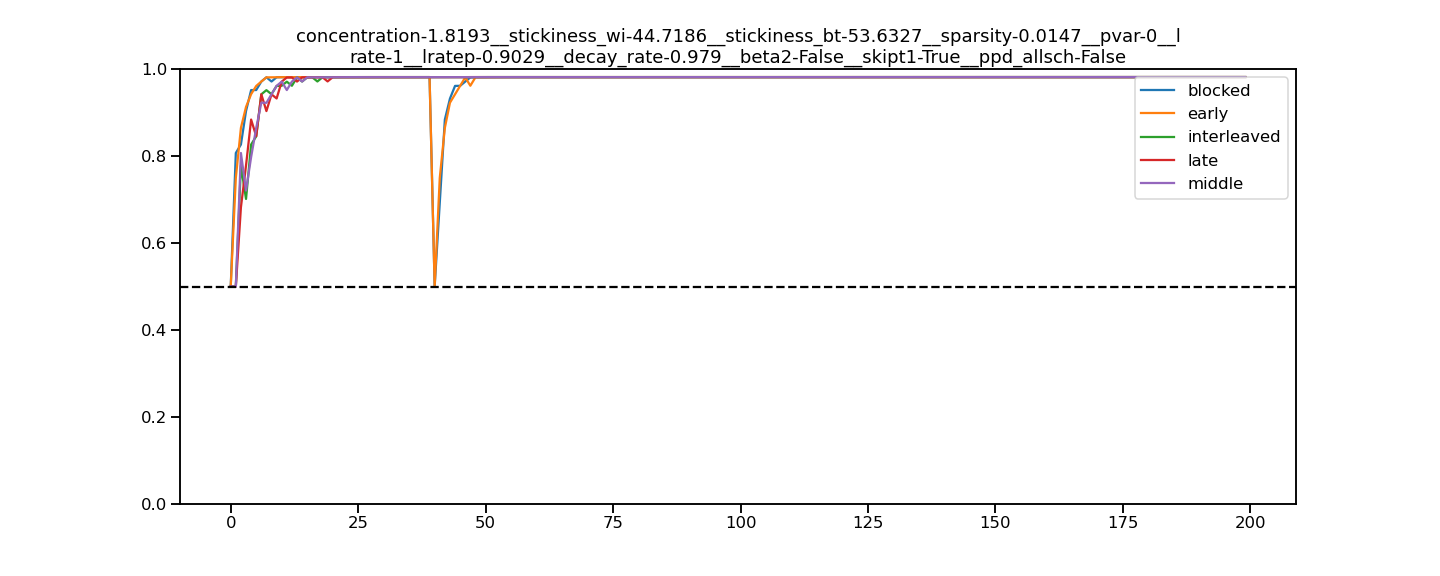 concentration-1.8193__stickiness_wi-44.7186__stickiness_bt-53.6327__sparsity-0.0147__pvar-0__l
rate-1__lratep-0.9029__decay_rate-0.979__beta2-False__skipt1-True__ppd_allsch-False
1.0
0.8
0.6
0.4
0.2
0.0
blocked
early
interleaved
late
middle
0 25 50 75 100 125 150 175 200